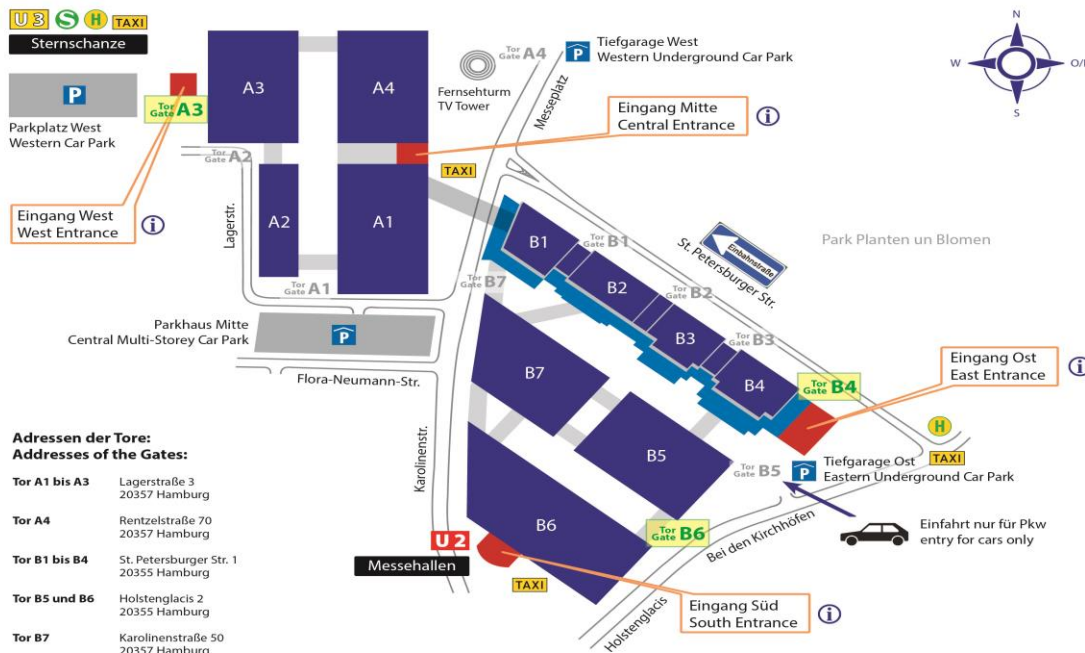 U3 S H TAXI
Sternschanze
P
Parkplatz West
Western Car Park
Tor
Gate A3
A3
A4
Fernsehturm
TV Tower
Tor
Gate A4
Messeplatz
P
Tiefgarage West
Western Underground Car Park
N
W
O/E
S
Eingang Mitte
Central Entrance
i
Tor
Gate A2
TAXI
Eingang West
West Entrance
i
Lagerstr.
A2
A1
Tor
Gate A1
B1
Tor
Gate B1
Einbahnstraße
St. Petersburger Str.
Park Planten un Blomen
Tor
Gate B7
B2
Tor
Gate B2
Parkhaus Mitte
Central Multi-Storey Car Park
P
B3
Tor
Gate B3
Flora-Neumann-Str.
B7
B4
Tor
Gate B4
Eingang Ost
East Entrance
i
H
TAXI
Karolinenstr.
B5
Tor
Gate B5
P
Tiefgarage Ost
Eastern Underground Car Park
B6
Tor
Gate B6
Bei den Kirchhöfen
Einfahrt nur für Pkw
entry for cars only
U2
Messehallen
TAXI
Holstenglacis
Eingang Süd
South Entrance
i
Adressen der Tore:
Addresses of the Gates:
Tor A1 bis A3 Lagerstraße 3
20357 Hamburg
Tor A4 Rentzelstraße 70
20357 Hamburg
Tor B1 bis B4 St. Petersburger Str. 1
20355 Hamburg
Tor B5 und B6 Holstenglacis 2
20355 Hamburg
Tor B7 Karolinenstraße 50
20357 Hamburg